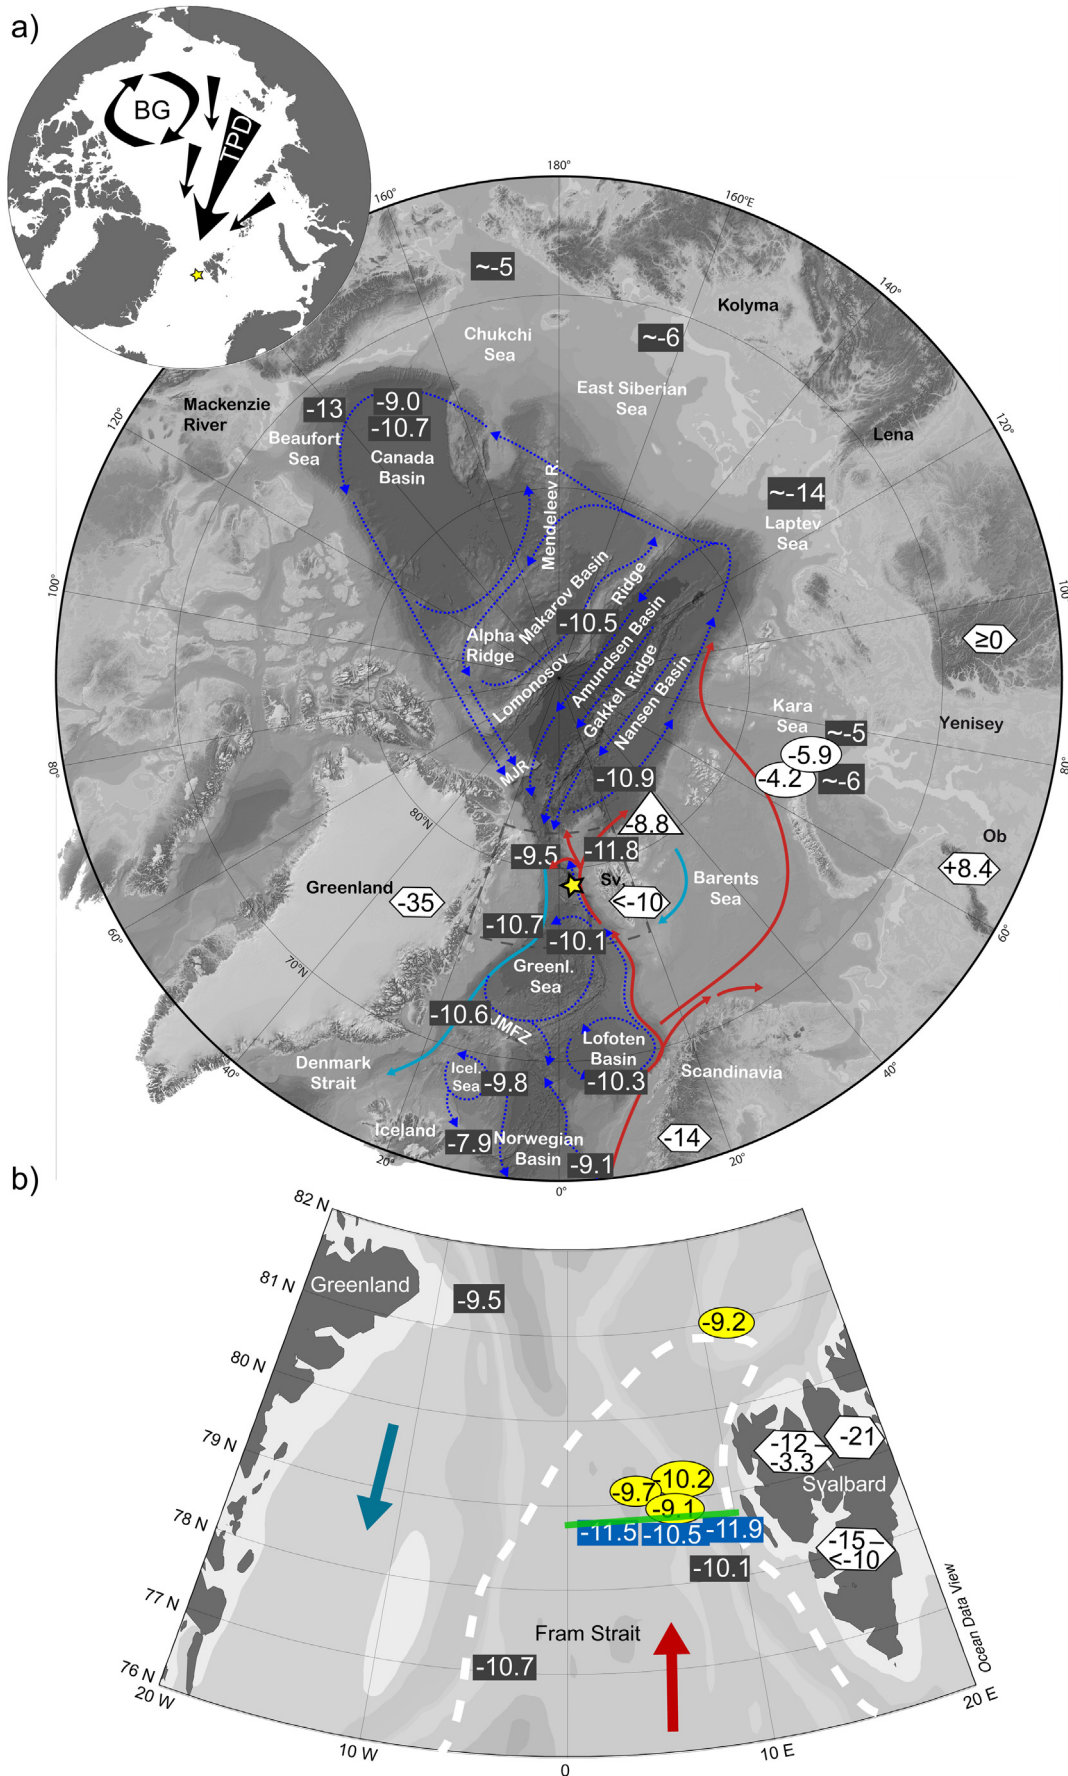 a)
BG
TPD
180°
160°
160°E
~-5
140°
Kolyma
~-6
Chukchi
Sea
East Siberian
Sea
Mackenzie
River
-13
-9.0
-10.7
120°
120°
Beaufort
Sea
Canada
Basin
Lena
Mendeleev R.
~-14
Laptev
Sea
100°
100°
Makarov Basin
Ridge
-10.5
Alpha
Ridge
Amundsen Basin
≥0
Lomonosov
Gakkel Ridge
Nansen Basin
Kara
Sea
~-5
Yenisey
-5.9
-4.2
~-6
80°
80°
MJR
-10.9
-8.8
80°N
Ob
-9.5
-11.8
+8.4
Greenland
-35
Sv.
<-10
Barents
Sea
60°
60°
-10.7
-10.1
70°N
Greenl.
Sea
-10.6
JMFZ
Lofoten
Basin
Denmark
Strait
Icel.
Sea
-9.8
-10.3
Scandinavia
40°
40°
Iceland
-7.9
Norwegian
Basin
-14
-9.1
20°
20°
0°
b)
82 N
81 N
Greenland
-9.5
-9.2
80 N
79 N
-12 –
-3.3
-21
-9.7
-10.2
-9.1
Svalbard
78 N
-11.5
-10.5
-11.9
-15 –
<-10
-10.1
77 N
Fram Strait
Ocean Data View
76 N
-10.7
20 W
20 E
10 W
10 E
0